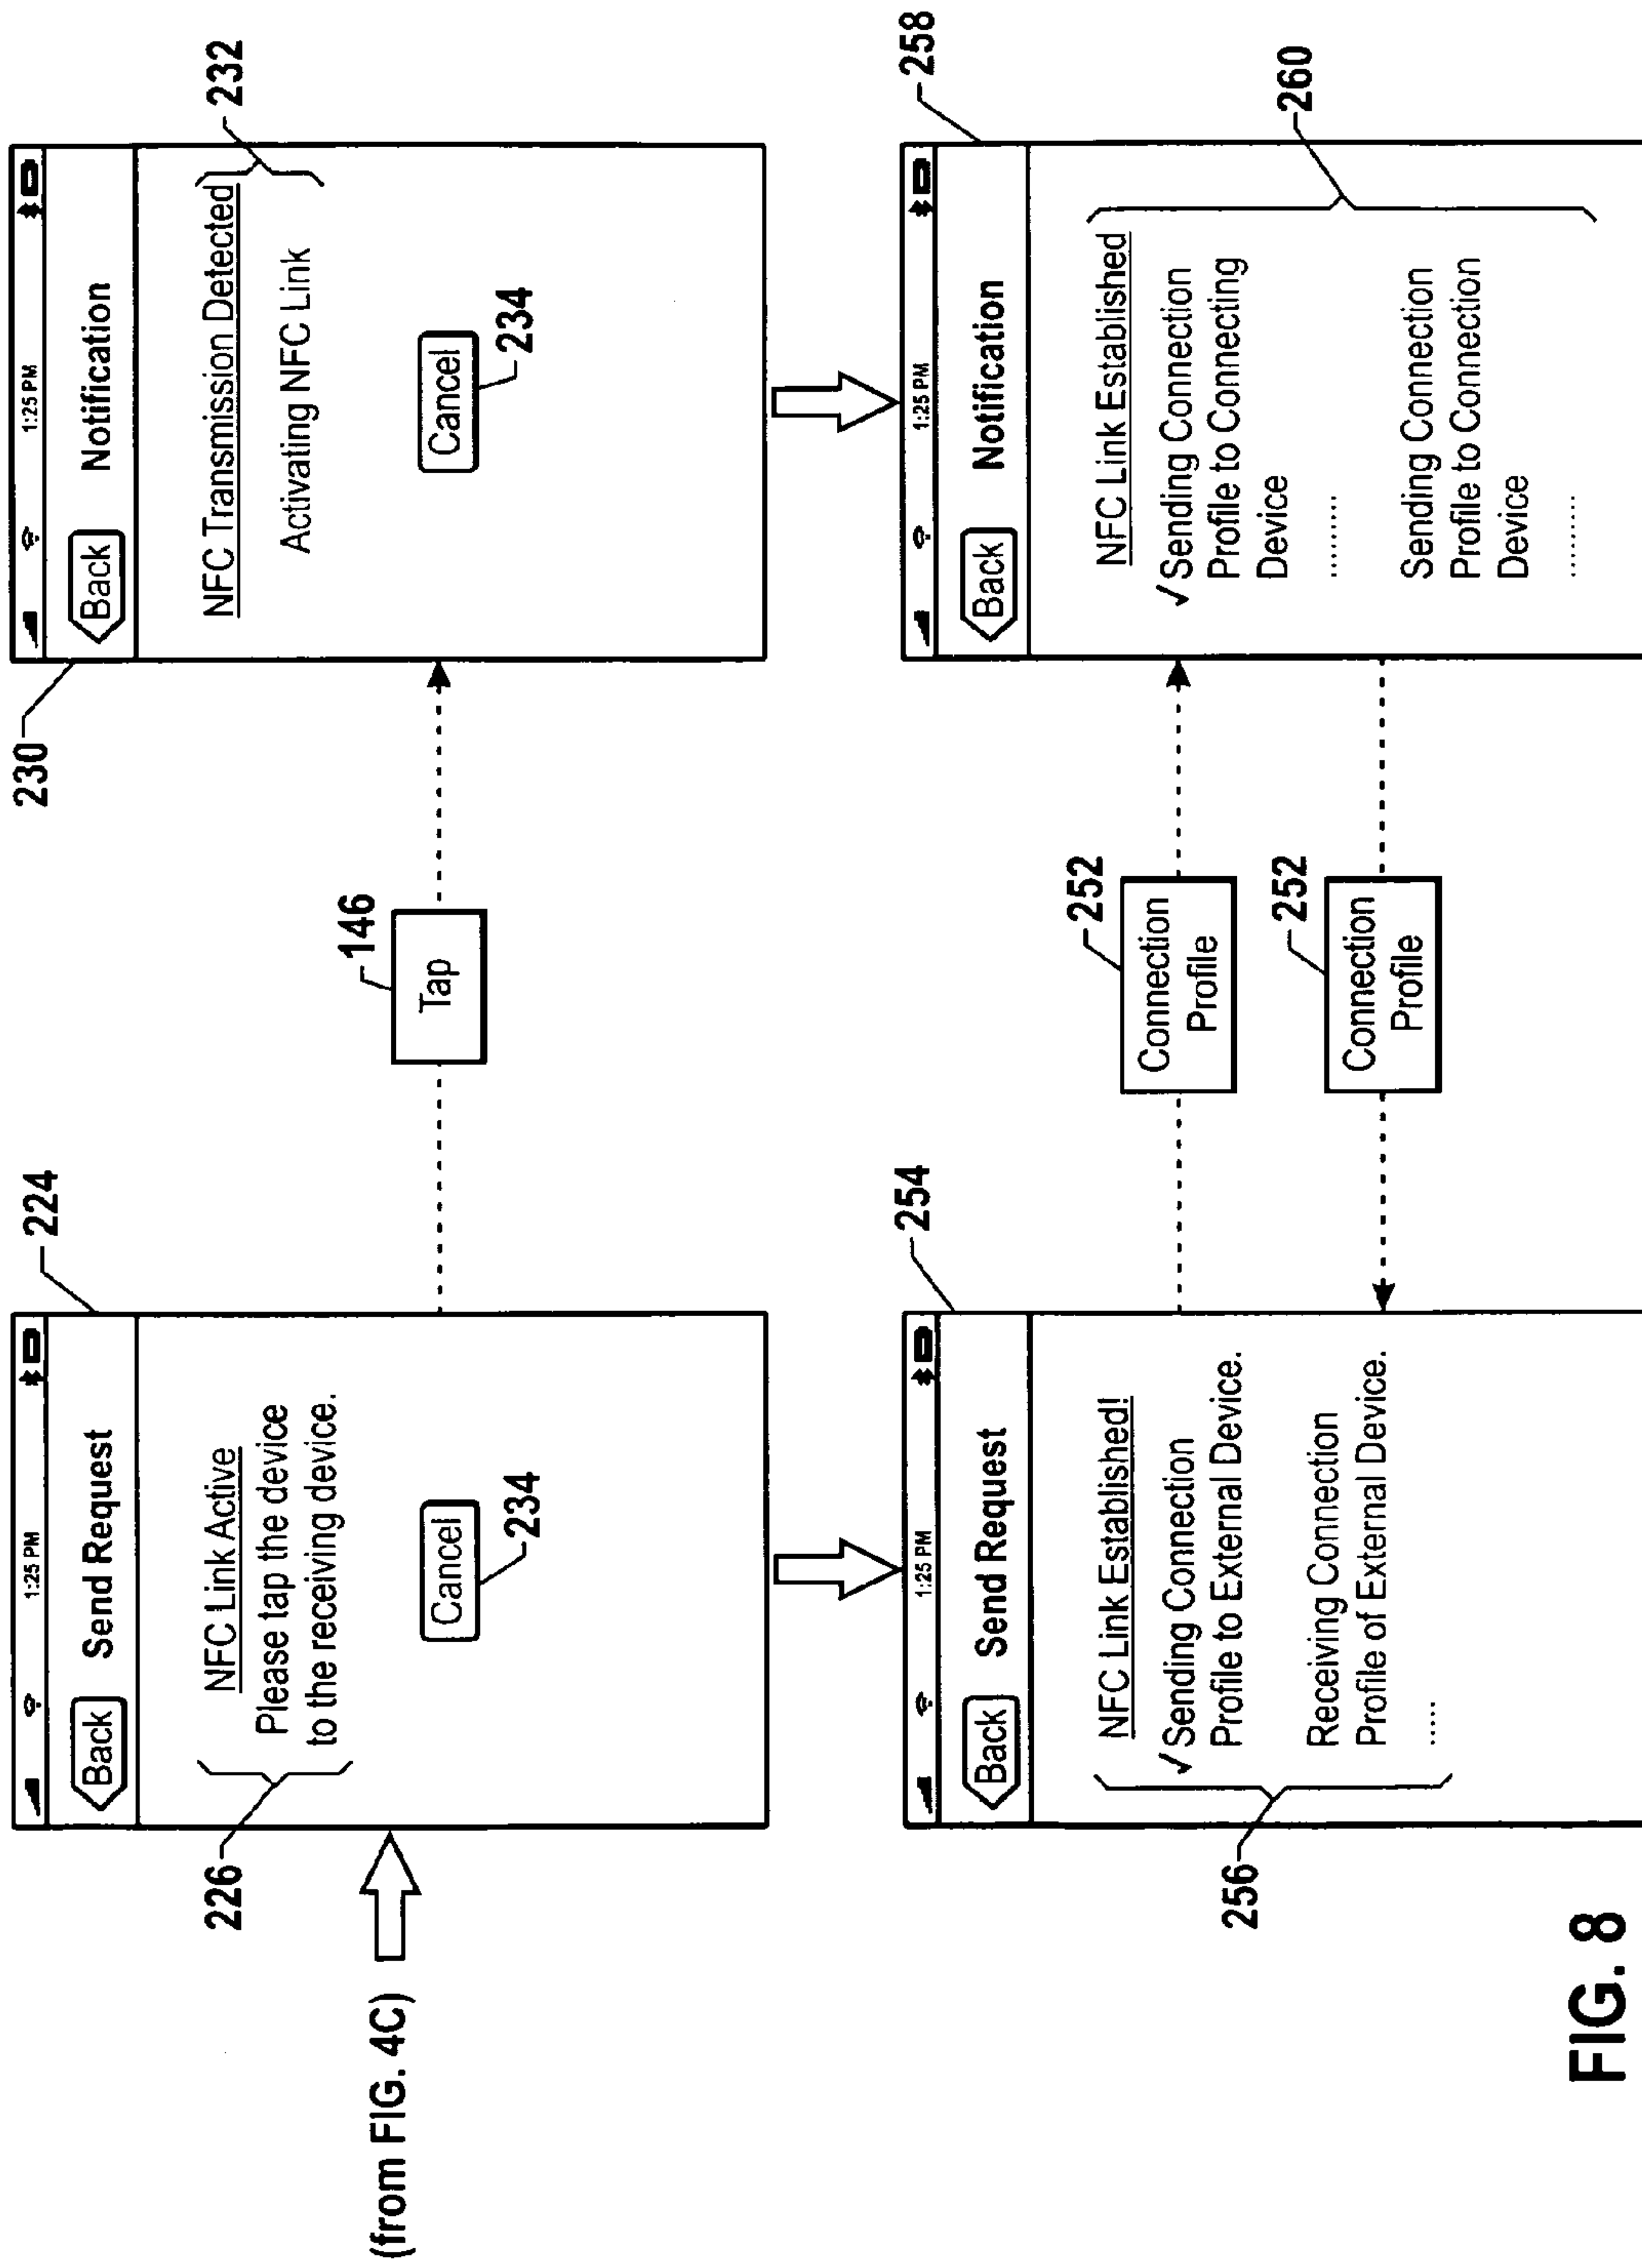 224
1:25 PM
Back
Send Request
226
NFC Link Active
Please tap the device
to the receiving device.
Cancel
234
(from FIG. 4C)
146
Tap
230
1:25 PM
Back
Notification
232
NFC Transmission Detected
Activating NFC Link
Cancel
234
254
1:25 PM
Back
Send Request
256
NFC Link Established!
✓Sending Connection
Profile to External Device.
Receiving Connection
Profile of External Device.
.....
252
Connection
Profile
252
Connection
Profile
258
1:25 PM
Back
Notification
260
NFC Link Established
✓Sending Connection
Profile to Connecting
Device
........
Sending Connection
Profile to Connection
Device
........
FIG. 8